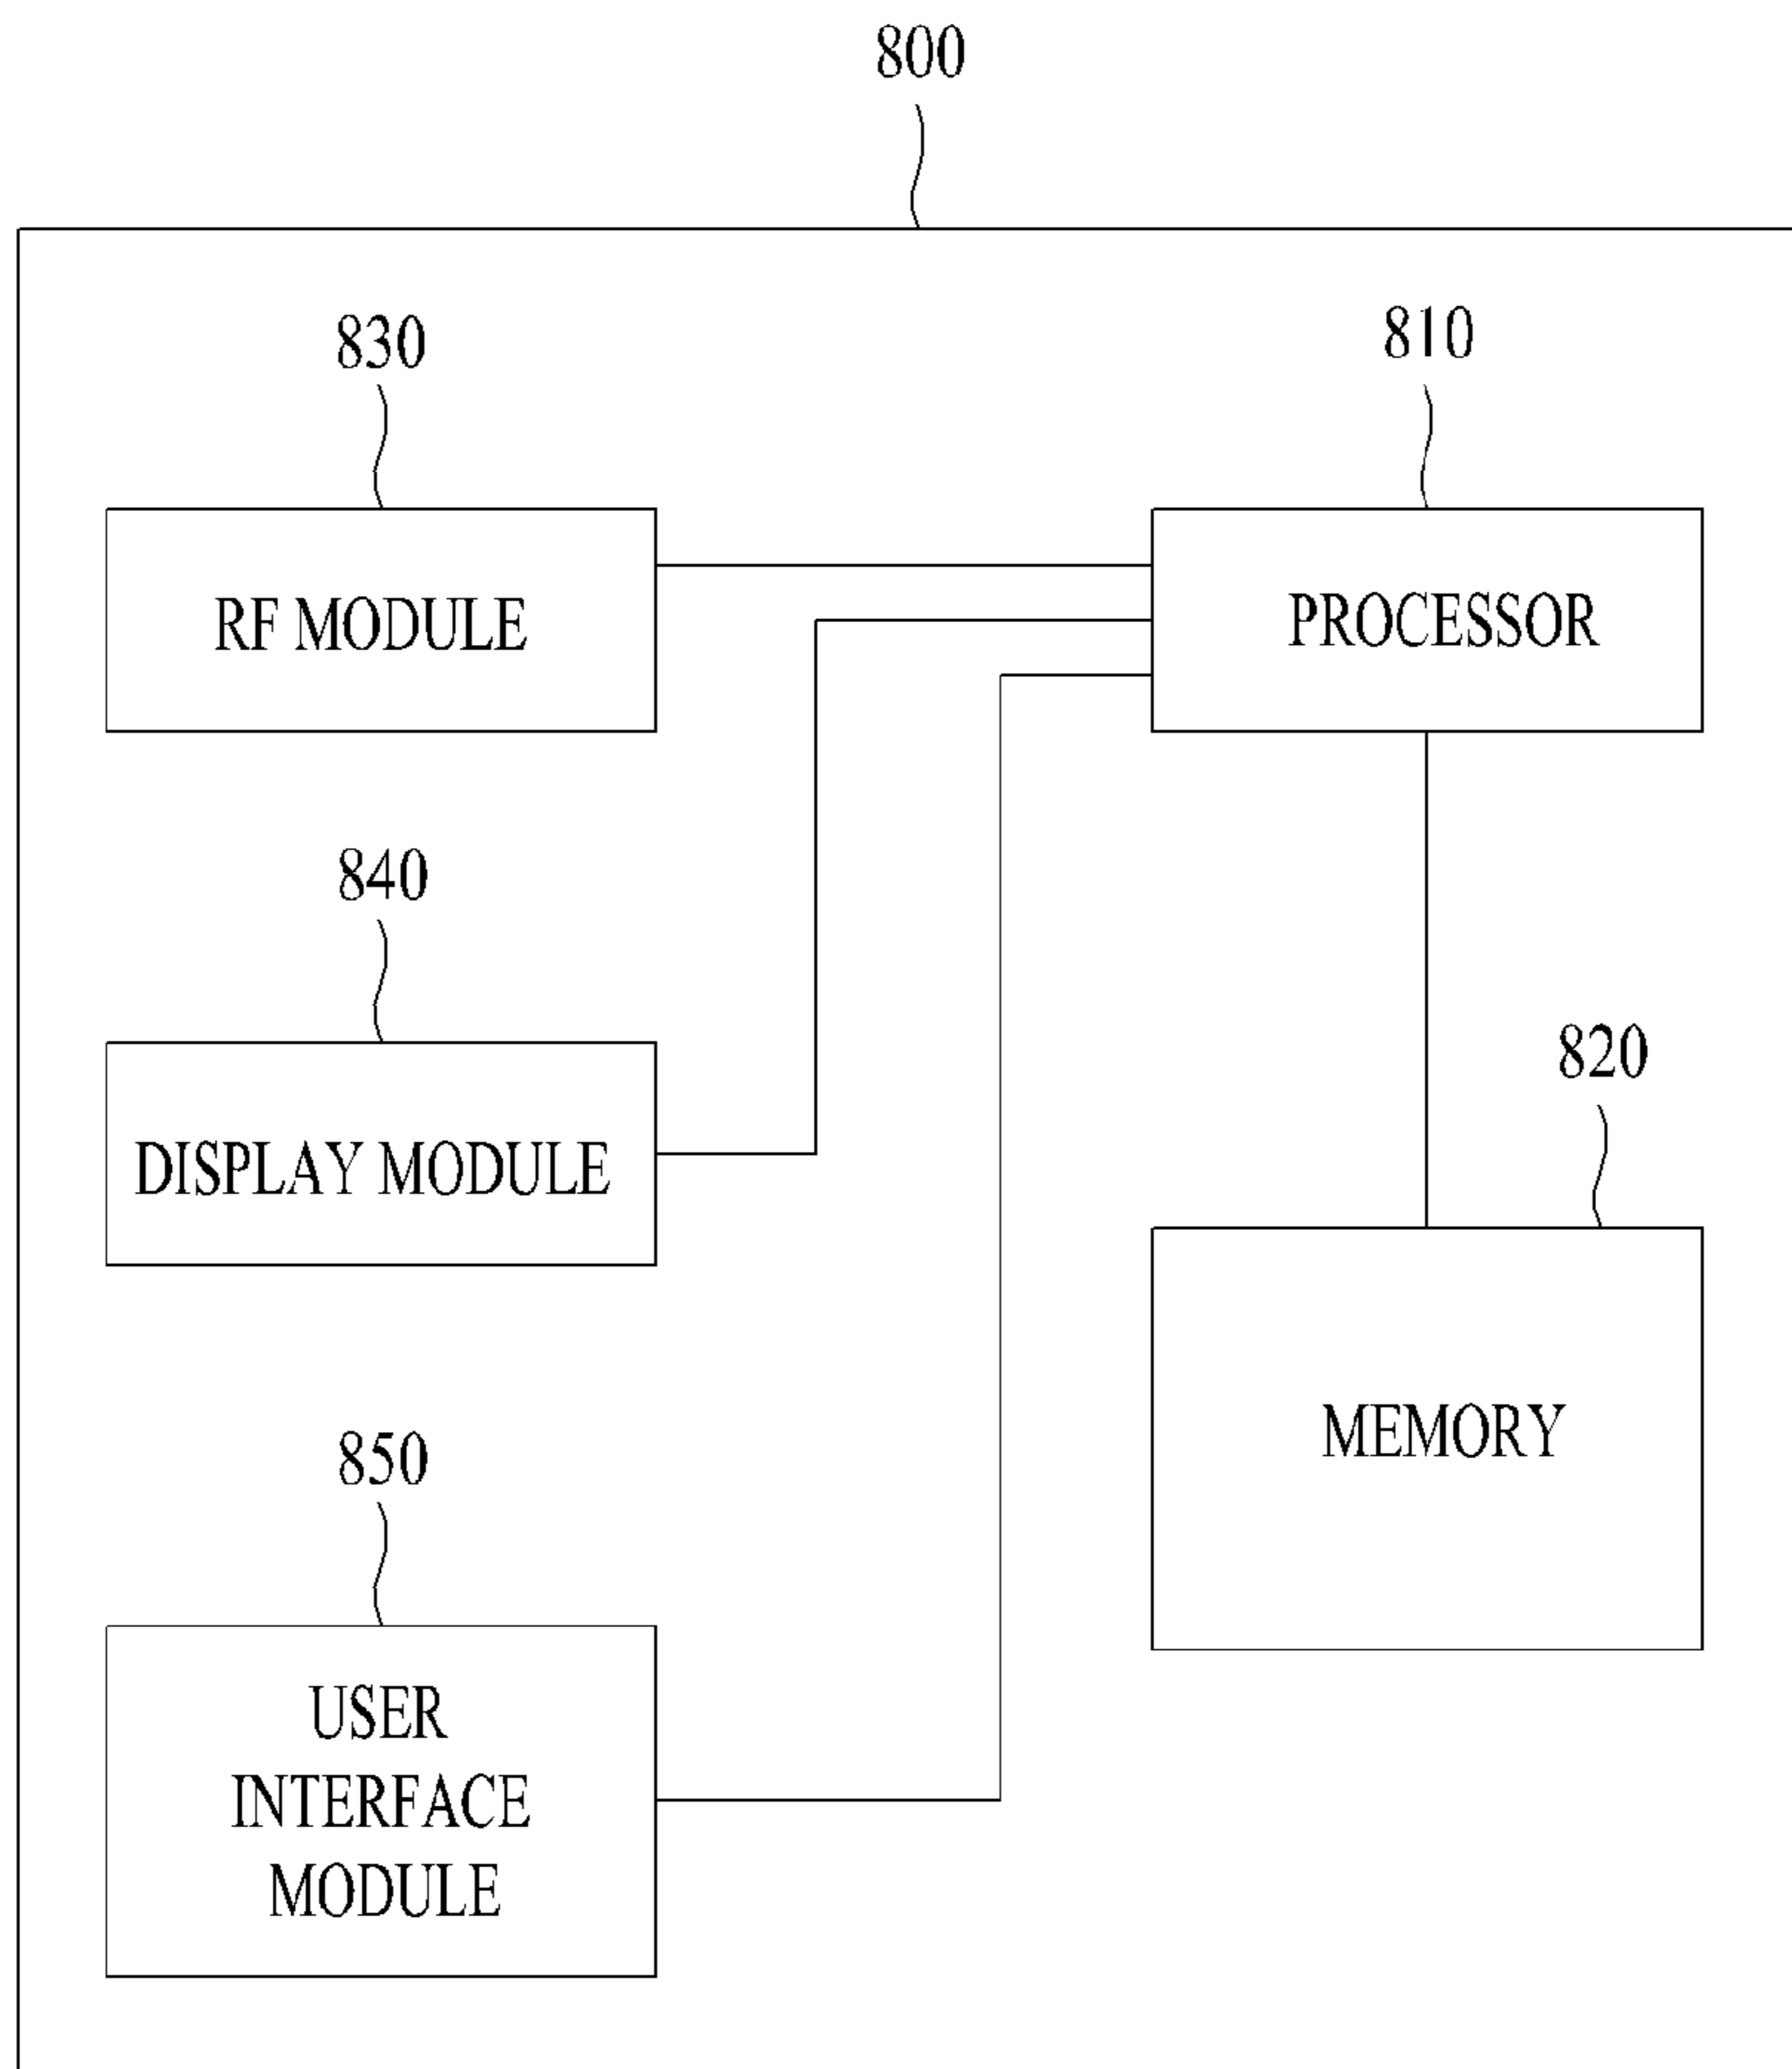 800
830
810
RF MODULE
PROCESSOR
840
820
DISPLAY MODULE
MEMORY
850
USER
INTERFACE
MODULE